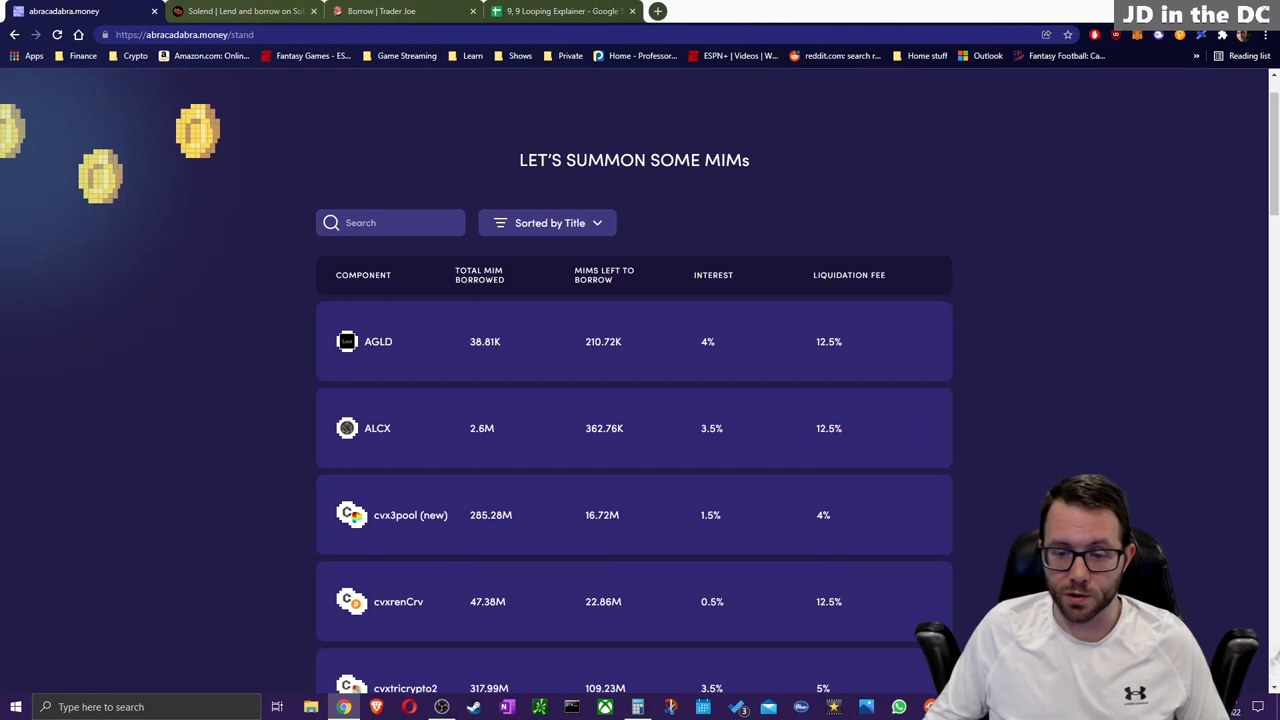 abracadabra.money
Solend | Lend and borrow on Sol
Borrow | Trader Joe
9, 9 Looping Explainer - Google S
JD in the DC
https://abracadabra.money/stand
Apps
Finance
Crypto
Amazon.com: Onlin...
Fantasy Games - ES...
Game Streaming
Learn
Shows
Private
Home - Professor...
ESPN+ | Videos | W...
reddit.com: search r...
Home stuff
Outlook
Fantasy Football: Ca...
»
Reading list
LET'S SUMMON SOME MIMs
Search
Sorted by Title
COMPONENT
TOTAL MIM
BORROWED
MIMS LEFT TO
BORROW
INTEREST
LIQUIDATION FEE
AGLD 38.81K 210.72K 4% 12.5%
ALCX 2.6M 362.76K 3.5% 12.5%
cvx3pool (new) 285.28M 16.72M 1.5% 4%
cvxrenCrv 47.38M 22.86M 0.5% 12.5%
cvxtricrypto2 317.99M 109.23M 3.5% 5%
Type here to search